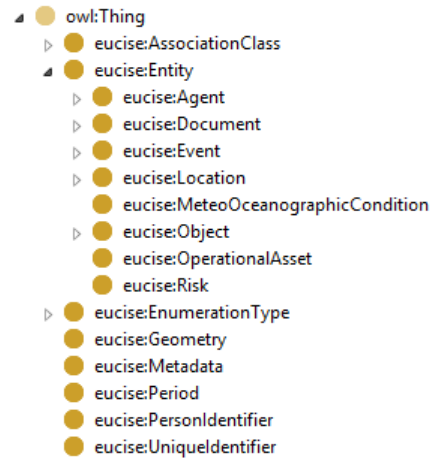 owl:Thing
eucise:AssociationClass
eucise:Entity
eucise:Agent
eucise:Document
eucise:Event
eucise:Location
eucise:MeteoOceanographicCondition
eucise:Object
eucise:OperationalAsset
eucise:Risk
eucise:EnumerationType
eucise:Geometry
eucise:Metadata
eucise:Period
eucise:PersonIdentifier
eucise:UniqueIdentifier